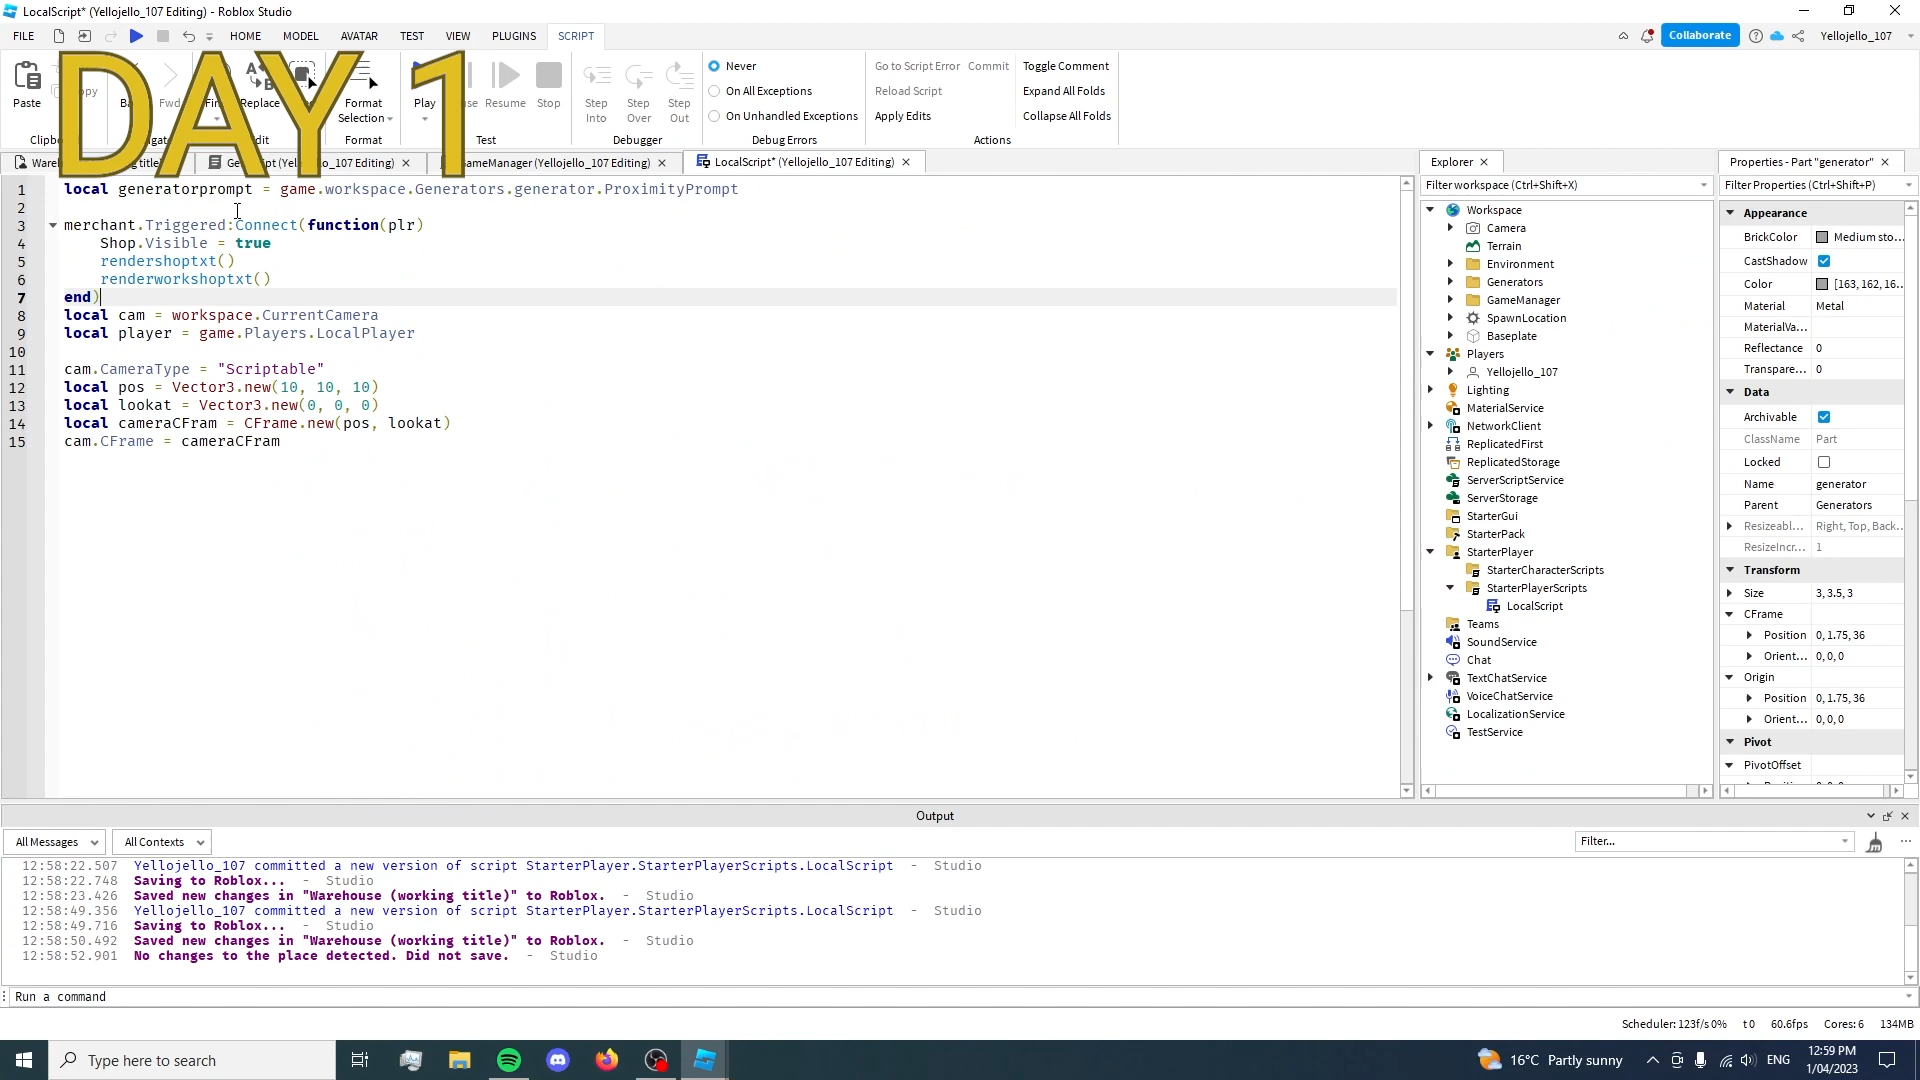 LocalScript* (Yellojello_107 Editing) - Roblox Studio
FILE HOME MODEL AVATAR TEST VIEW PLUGINS SCRIPT Collaborate Yellojello_107
DAY 1
Paste Replace Format Selection Play Resume Stop Step Into Step Over Step Out
Never
On All Exceptions
On Unhandled Exceptions
Go to Script Error Commit Toggle Comment
Reload Script Expand All Folds
Apply Edits Collapse All Folds
Format Test Debugger Debug Errors Actions
107 Editing) GameManager (Yellojello_107 Editing) LocalScript* (Yellojello_107 Editing)
1 local generatorprompt = game.workspace.Generators.generator.ProximityPrompt
2
3 merchant.Triggered:Connect(function(plr)
4 Shop.Visible = true
5 rendershoptxt()
6 renderworkshoptxt()
7 end)
8 local cam = workspace.CurrentCamera
9 local player = game.Players.LocalPlayer
10
11 cam.CameraType = "Scriptable"
12 local pos = Vector3.new(10, 10, 10)
13 local lookat = Vector3.new(0, 0, 0)
14 local cameraCFram = CFrame.new(pos, lookat)
15 cam.CFrame = cameraCFram
Explorer
Filter workspace (Ctrl+Shift+X)
Workspace
Camera
Terrain
Environment
Generators
GameManager
SpawnLocation
Baseplate
Players
Yellojello_107
Lighting
MaterialService
NetworkClient
ReplicatedFirst
ReplicatedStorage
ServerScriptService
ServerStorage
StarterGui
StarterPack
StarterPlayer
StarterCharacterScripts
StarterPlayerScripts
LocalScript
Teams
SoundService
Chat
TextChatService
VoiceChatService
LocalizationService
TestService
Properties - Part "generator"
Filter Properties (Ctrl+Shift+P)
Appearance
BrickColor Medium sto...
CastShadow
Color [163, 162, 16...
Material Metal
MaterialVa...
Reflectance 0
Transpare... 0
Data
Archivable
ClassName Part
Locked
Name generator
Parent Generators
Resizeabl... Right, Top, Back...
ResizeIncr... 1
Transform
Size 3, 3.5, 3
CFrame
Position 0, 1.75, 36
Orient... 0, 0, 0
Origin
Position 0, 1.75, 36
Orient... 0, 0, 0
Pivot
PivotOffset
Output
All Messages All Contexts Filter...
12:58:22.507 Yellojello_107 committed a new version of script StarterPlayer.StarterPlayerScripts.LocalScript - Studio
12:58:22.748 Saving to Roblox... - Studio
12:58:23.426 Saved new changes in "Warehouse (working title)" to Roblox. - Studio
12:58:49.356 Yellojello_107 committed a new version of script StarterPlayer.StarterPlayerScripts.LocalScript - Studio
12:58:49.716 Saving to Roblox... - Studio
12:58:50.492 Saved new changes in "Warehouse (working title)" to Roblox. - Studio
12:58:52.901 No changes to the place detected. Did not save. - Studio
Run a command
Scheduler: 123f/s 0% t 0 60.6fps Cores: 6 134MB
Type here to search 16°C Partly sunny ENG 12:59 PM
1/04/2023